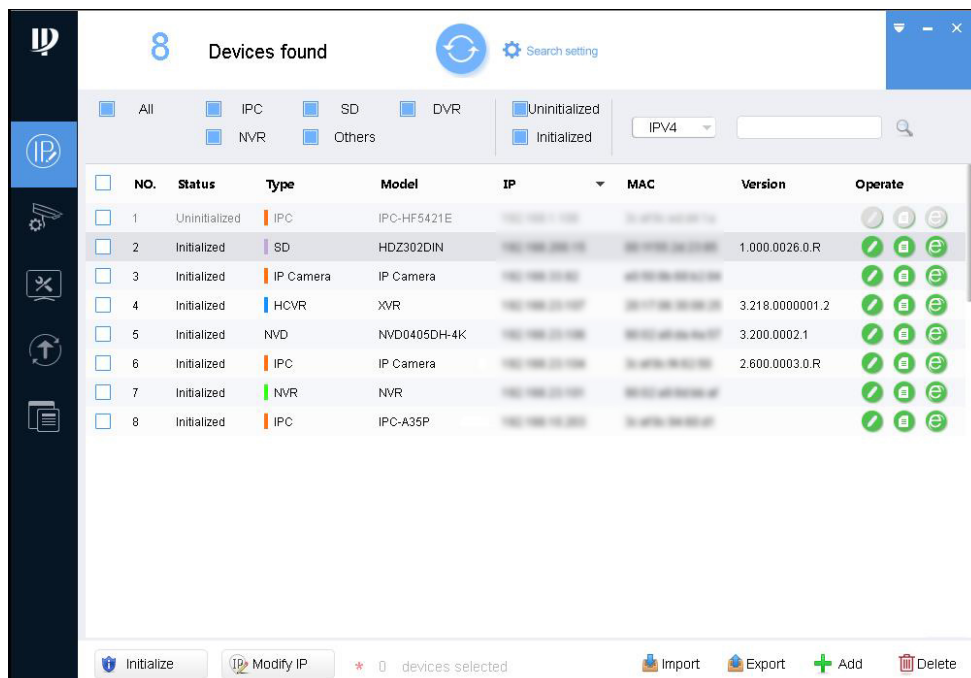 8 Devices found Search setting
All IPC SD DVR Uninitialized
NVR Others Initialized IPV4
NO. Status Type Model IP MAC Version Operate
1 Uninitialized IPC IPC-HF5421E
2 Initialized SD HDZ302DIN 1.000.0026.0.R
3 Initialized IP Camera IP Camera
4 Initialized HCVR XVR 3.218.0000001.2
5 Initialized NVD NVD0405DH-4K 3.200.0002.1
6 Initialized IPC IP Camera 2.600.0003.0.R
7 Initialized NVR NVR
8 Initialized IPC IPC-A35P
Initialize IP Modify IP * 0 devices selected Import Export Add Delete